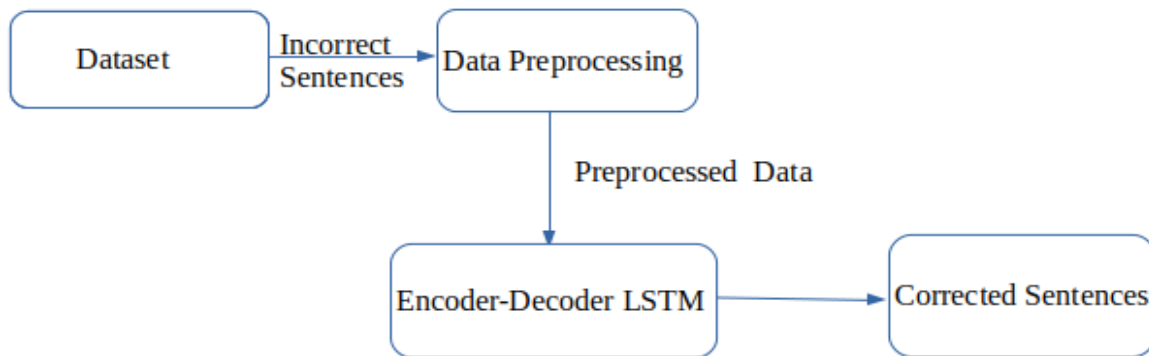 Dataset
Incorrect
Sentences
Data Preprocessing
Preprocessed Data
Encoder-Decoder LSTM
Corrected Sentences